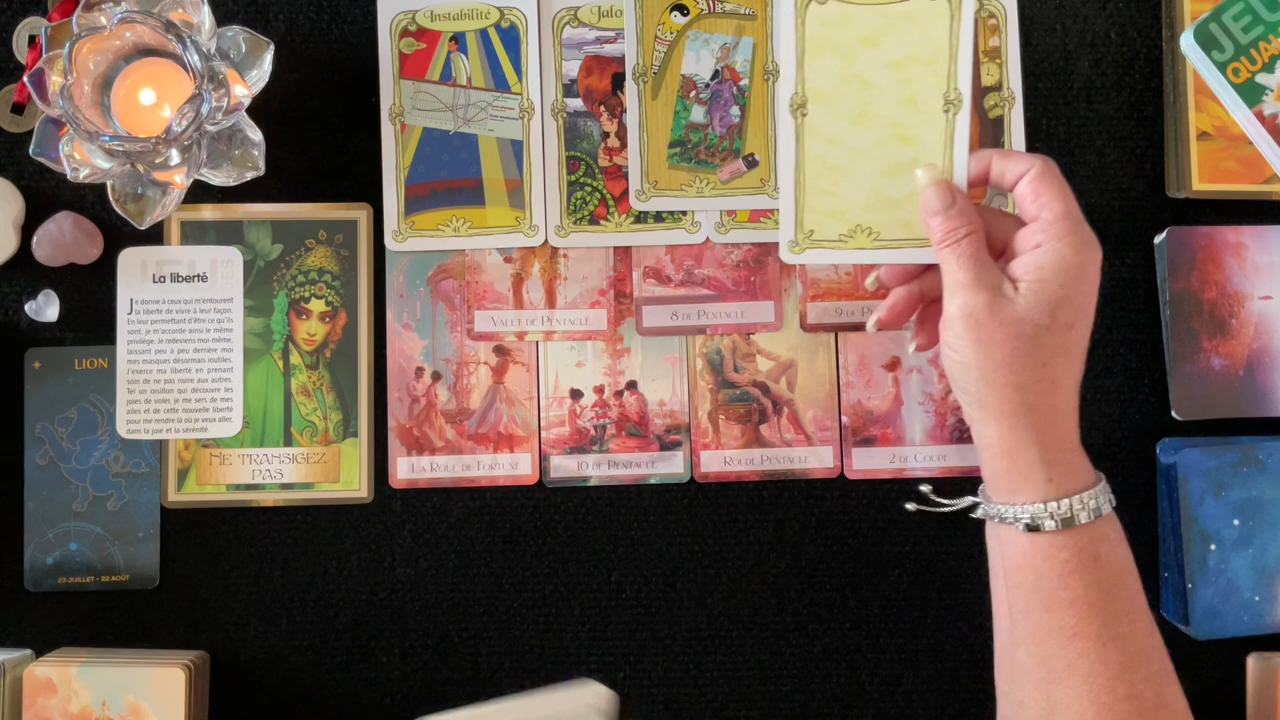 Instabilité
41
Jalo
19
22
JEU
QUA
La liberté
Je donne à ceux qui m'entourent
la liberté de vivre à leur façon.
En leur permettant d'être ce qu'ils
sont, je m'accorde ainsi le même
privilège. Je redeviens moi-même,
laissant peu à peu derrière moi
mes masques désormais inutiles.
J'exerce ma liberté en prenant
soin de ne pas nuire aux autres.
Tel un oisillon qui découvre les
joies de voler, je me sers de mes
ailes et de cette nouvelle liberté
pour me rendre là où je veux aller,
dans la joie et la sérénité.
LION
23 JUILLET - 22 AOÛT
NE TRANSIGEZ
PAS
VALET DE PENTACLE
8 DE PENTACLE
9 DE PE
LA ROUE DE FORTUNE
10 DE PENTACLE
ROI DE PENTACLE
2 DE COUPE